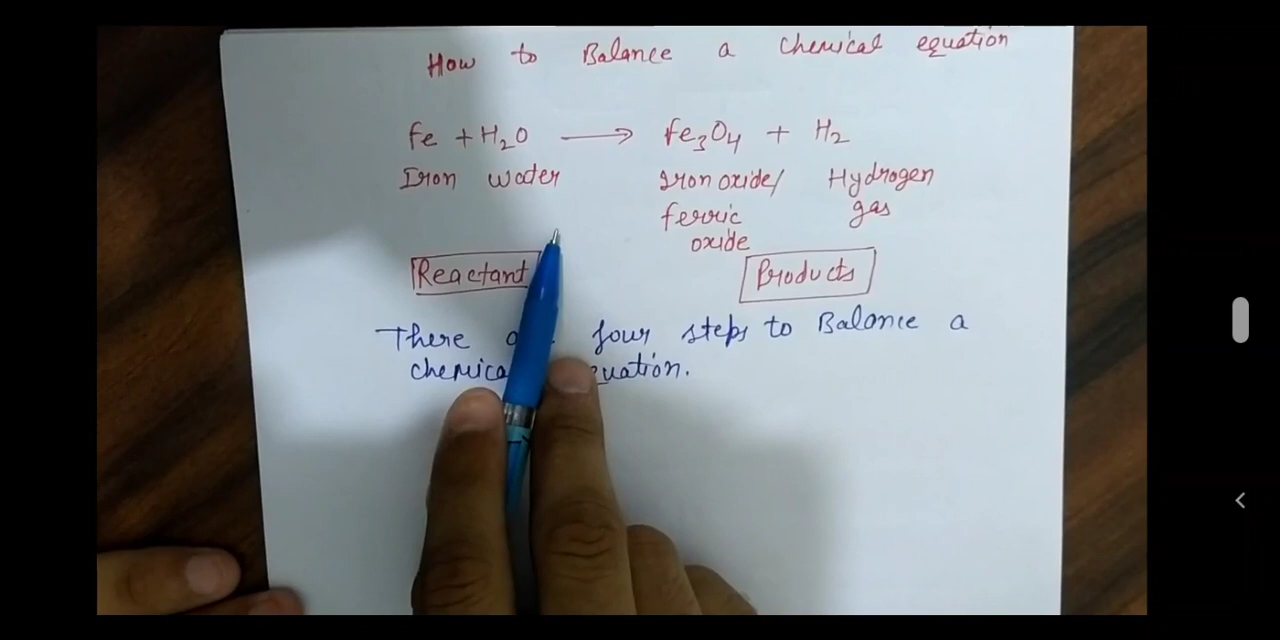 How to Balance a chemical equation
Fe + H₂O ⟶ Fe₃O₄ + H₂
Iron water Iron oxide/ Hydrogen
ferric gas
oxide
Reactant Products
There four steps to Balance a
chemica uation.